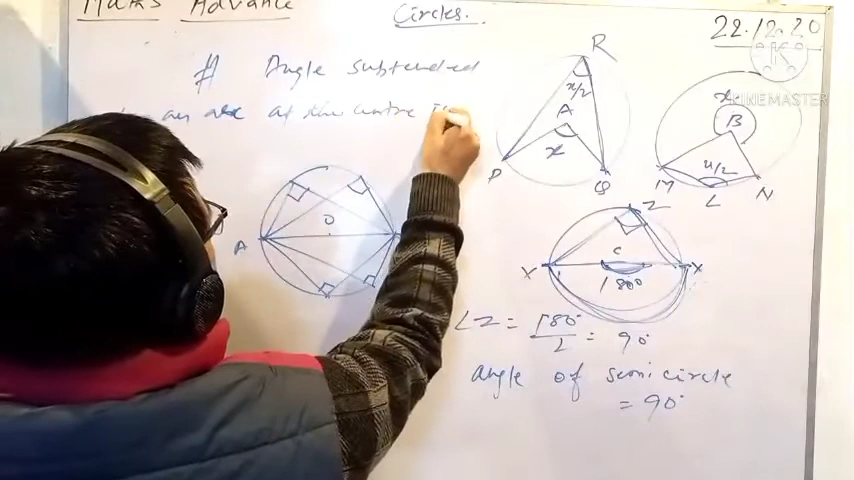 Maths Advance
Circles.
22.12.20
# Angle subtended
an arc at the centre is
R
x/2
A
x
P
Q
x
B
x/2
M
L
N
KINEMASTER
K
O
A
Z
C
Y
X
180°
∠Z = 180°/2 = 90°
angle of semicircle
= 90°